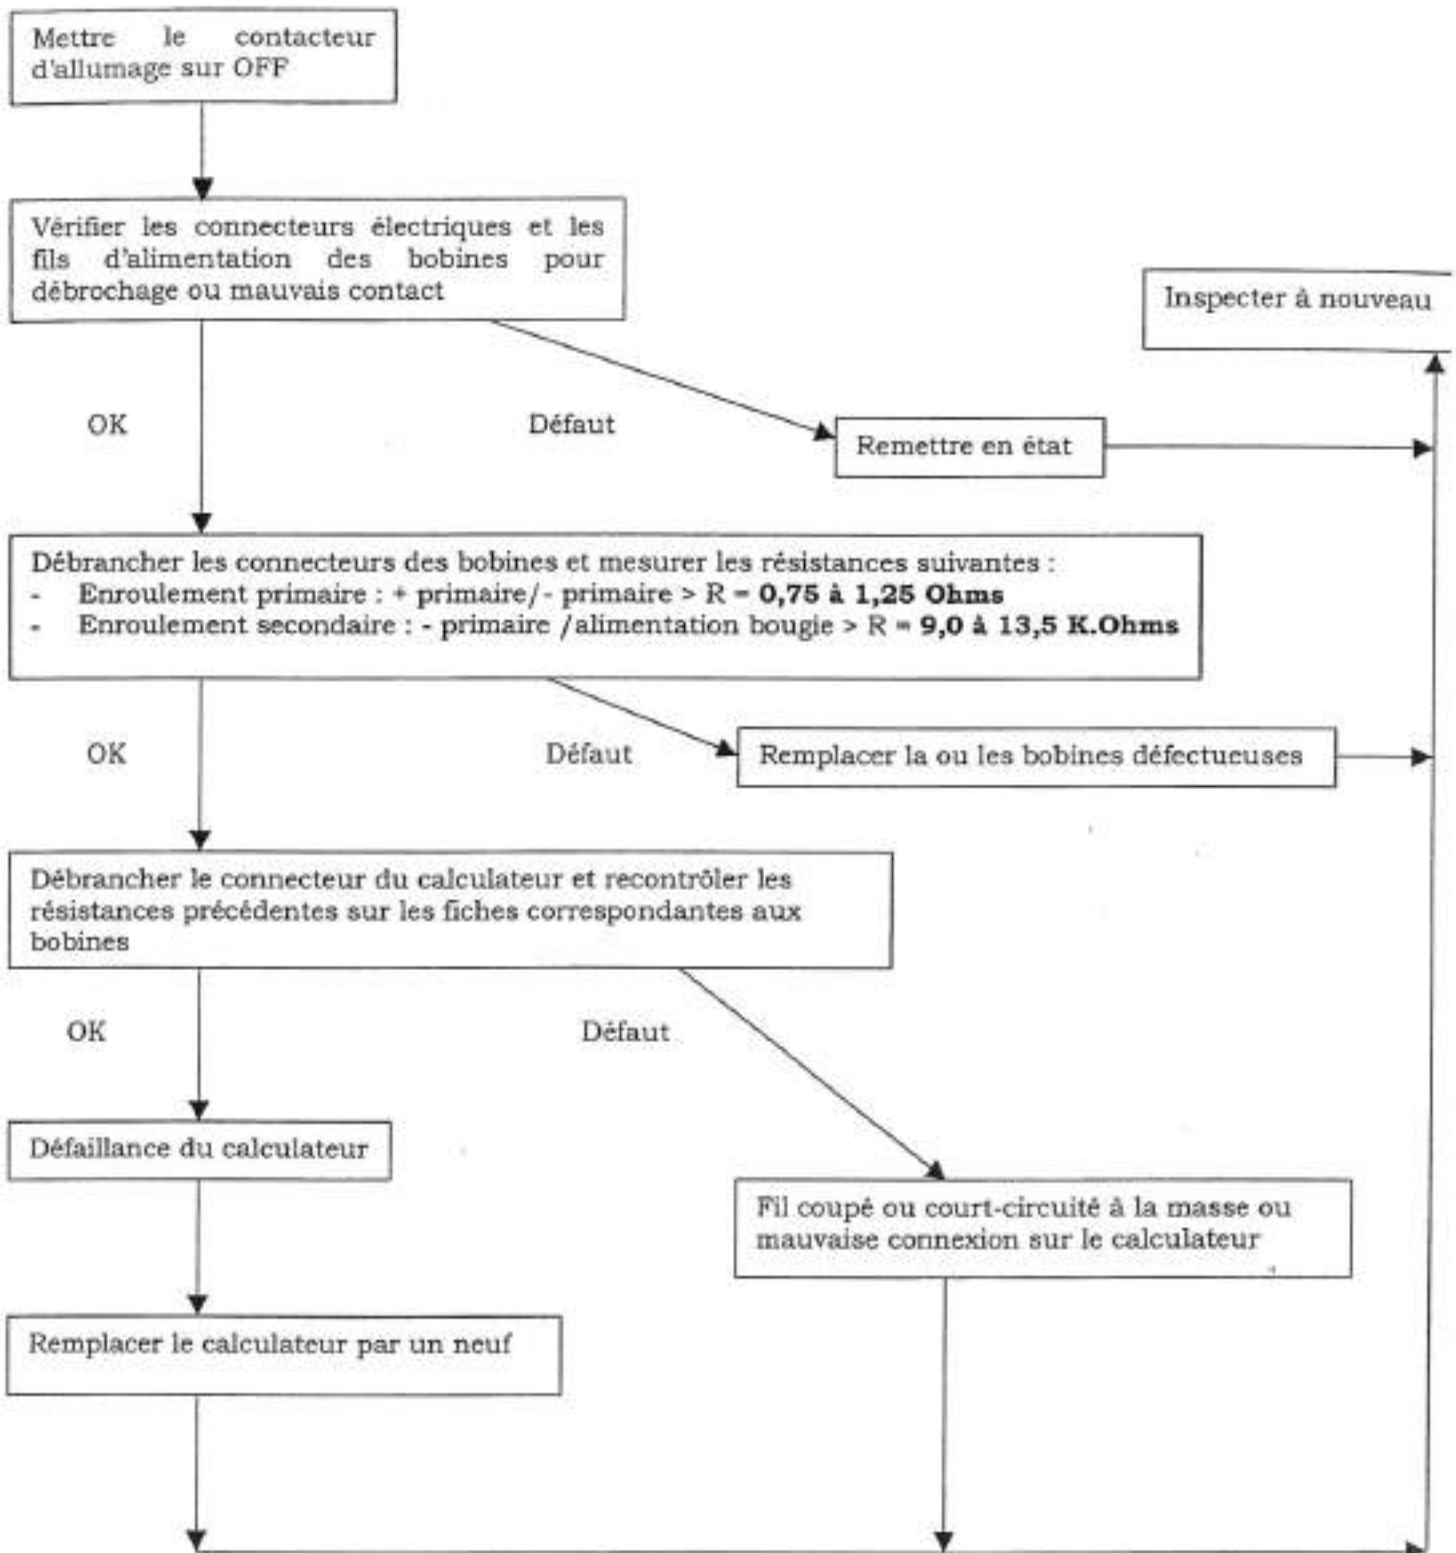 Mettre le contacteur
d'allumage sur OFF
Vérifier les connecteurs électriques et les
fils d'alimentation des bobines pour
débrochage ou mauvais contact
Inspecter à nouveau
OK
Défaut
Remettre en état
Débrancher les connecteurs des bobines et mesurer les résistances suivantes :
- Enroulement primaire : + primaire/- primaire > R = 0,75 à 1,25 Ohms
- Enroulement secondaire : - primaire /alimentation bougie > R = 9,0 à 13,5 K.Ohms
OK
Défaut
Remplacer la ou les bobines défectueuses
Débrancher le connecteur du calculateur et recontrôler les
résistances précédentes sur les fiches correspondantes aux
bobines
OK
Défaut
Défaillance du calculateur
Fil coupé ou court-circuité à la masse ou
mauvaise connexion sur le calculateur
Remplacer le calculateur par un neuf